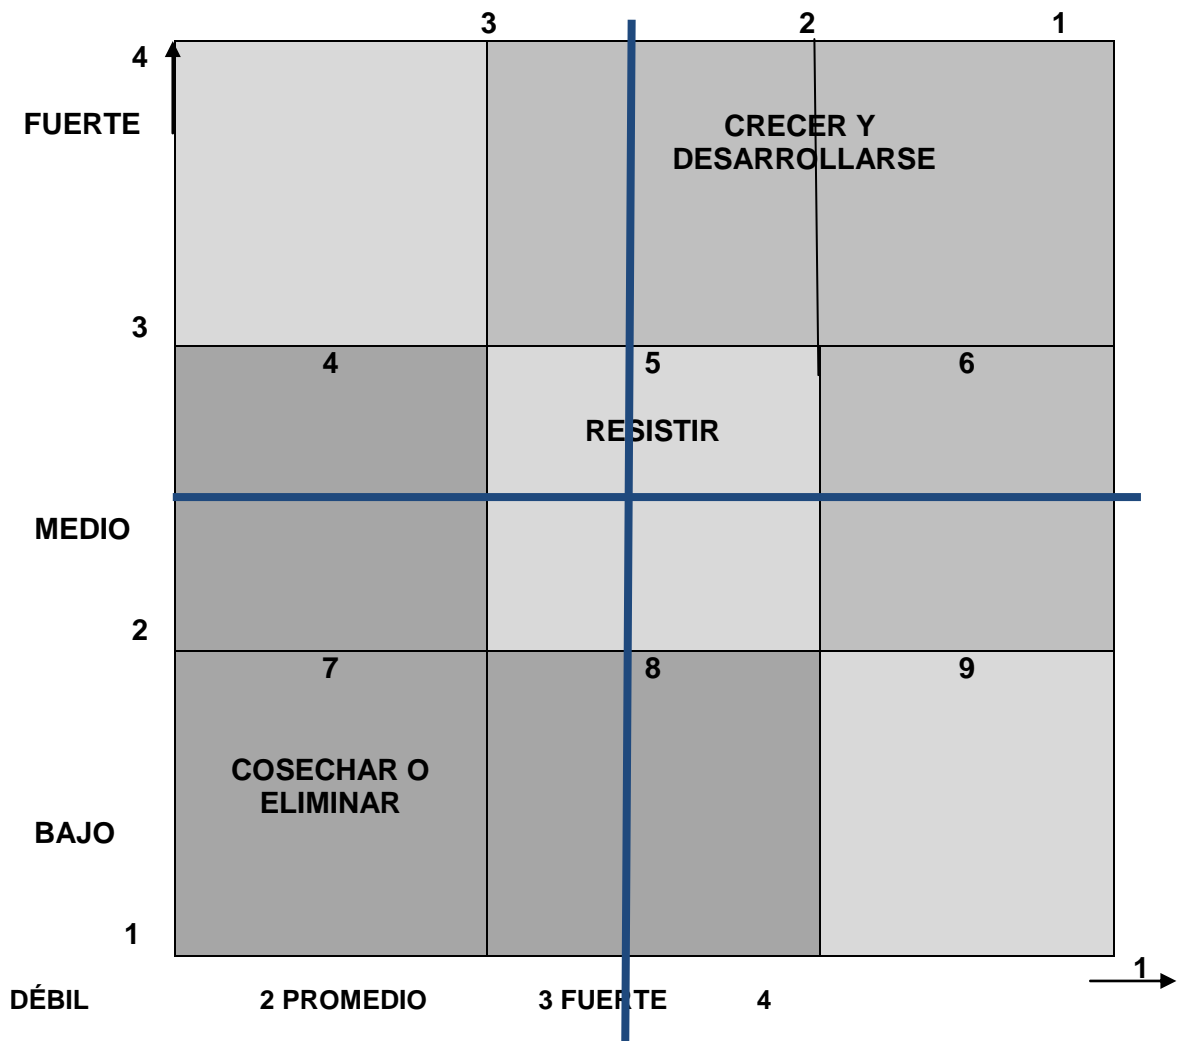 3 2 1
4
FUERTE
CRECER Y
DESARROLLARSE
3
4 5 6
RESISTIR
MEDIO
2
7 8 9
COSECHAR O
ELIMINAR
BAJO
1
1
DÉBIL 2 PROMEDIO 3 FUERTE 4